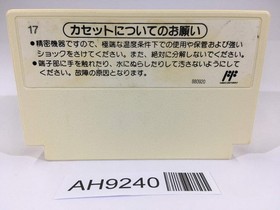 17
カセットについてのお願い
●精密機器ですので、極端な温度条件下での使用や保管および強い
ショックをさけてください。また、絶対に分解しないでください。
●端子部に手を触れたり、水にぬらしたりして汚さないようにして
ください。故障の原因となります。
AH9240